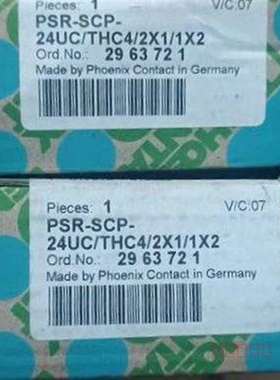 Pieces: 1 V/C.07
PSR-SCP-
24UC/THC4/2X1/1X2
Ord.No.: 29 63 72 1
Made by Phoenix Contact in Germany
Pieces: 1 V/C.07
PSR-SCP-
24UC/THC4/2X1/1X2
Ord.No.: 29 63 72 1
Made by Phoenix Contact in Germany